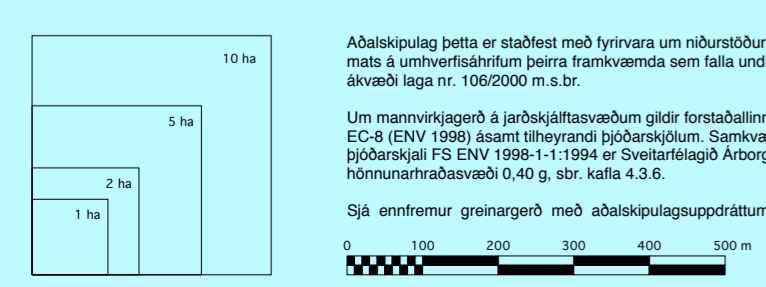 10 ha
5 ha
2 ha
1 ha
Aðalskipulag þetta er staðfest með fyrirvara um niðurstöður
mats á umhverfisáhrifum þeirra framkvæmda sem falla undi
ákvæði laga nr. 106/2000 m.s.br.
Um mannvirkjagerð á jarðskjálftasvæðum gildir forstaðallinn
EC-8 (ENV 1998) ásamt tilheyrandi þjóðarskjölum. Samkvæ
þjóðarskjali FS ENV 1998-1-1:1994 er Sveitarfélagið Árborg
hönnunarhraðasvæði 0,40 g, sbr. kafla 4.3.6.
Sjá ennfremur greinargerð með aðalskipulagsuppdráttum
0 100 200 300 400 500 m